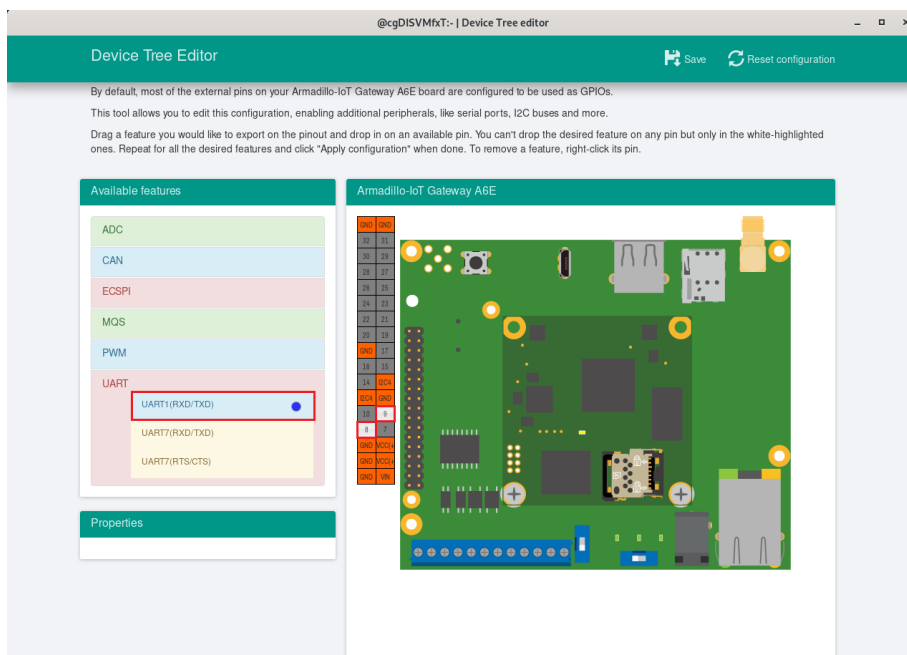 @cgDISVMfxT:- | Device Tree editor
Device Tree Editor
Save
Reset configuration
By default, most of the external pins on your Armadillo-IoT Gateway A6E board are configured to be used as GPIOs.
This tool allows you to edit this configuration, enabling additional peripherals, like serial ports, I2C buses and more.
Drag a feature you would like to export on the pinout and drop in on an available pin. You can't drop the desired feature on any pin but only in the white-highlighted
ones. Repeat for all the desired features and click "Apply configuration" when done. To remove a feature, right-click its pin.
Available features
ADC
CAN
ECSPI
MQS
PWM
UART
UART1(RXD/TXD)
UART7(RXD/TXD)
UART7(RTS/CTS)
Properties
Armadillo-IoT Gateway A6E
GND GND
32 31
30 29
28 27
26 25
24 23
22 21
20 19
GND 17
16 15
14 I2C4
I2C4 GND
10 9
8 7
GND VCC(+
GND VCC(+
GND VIN